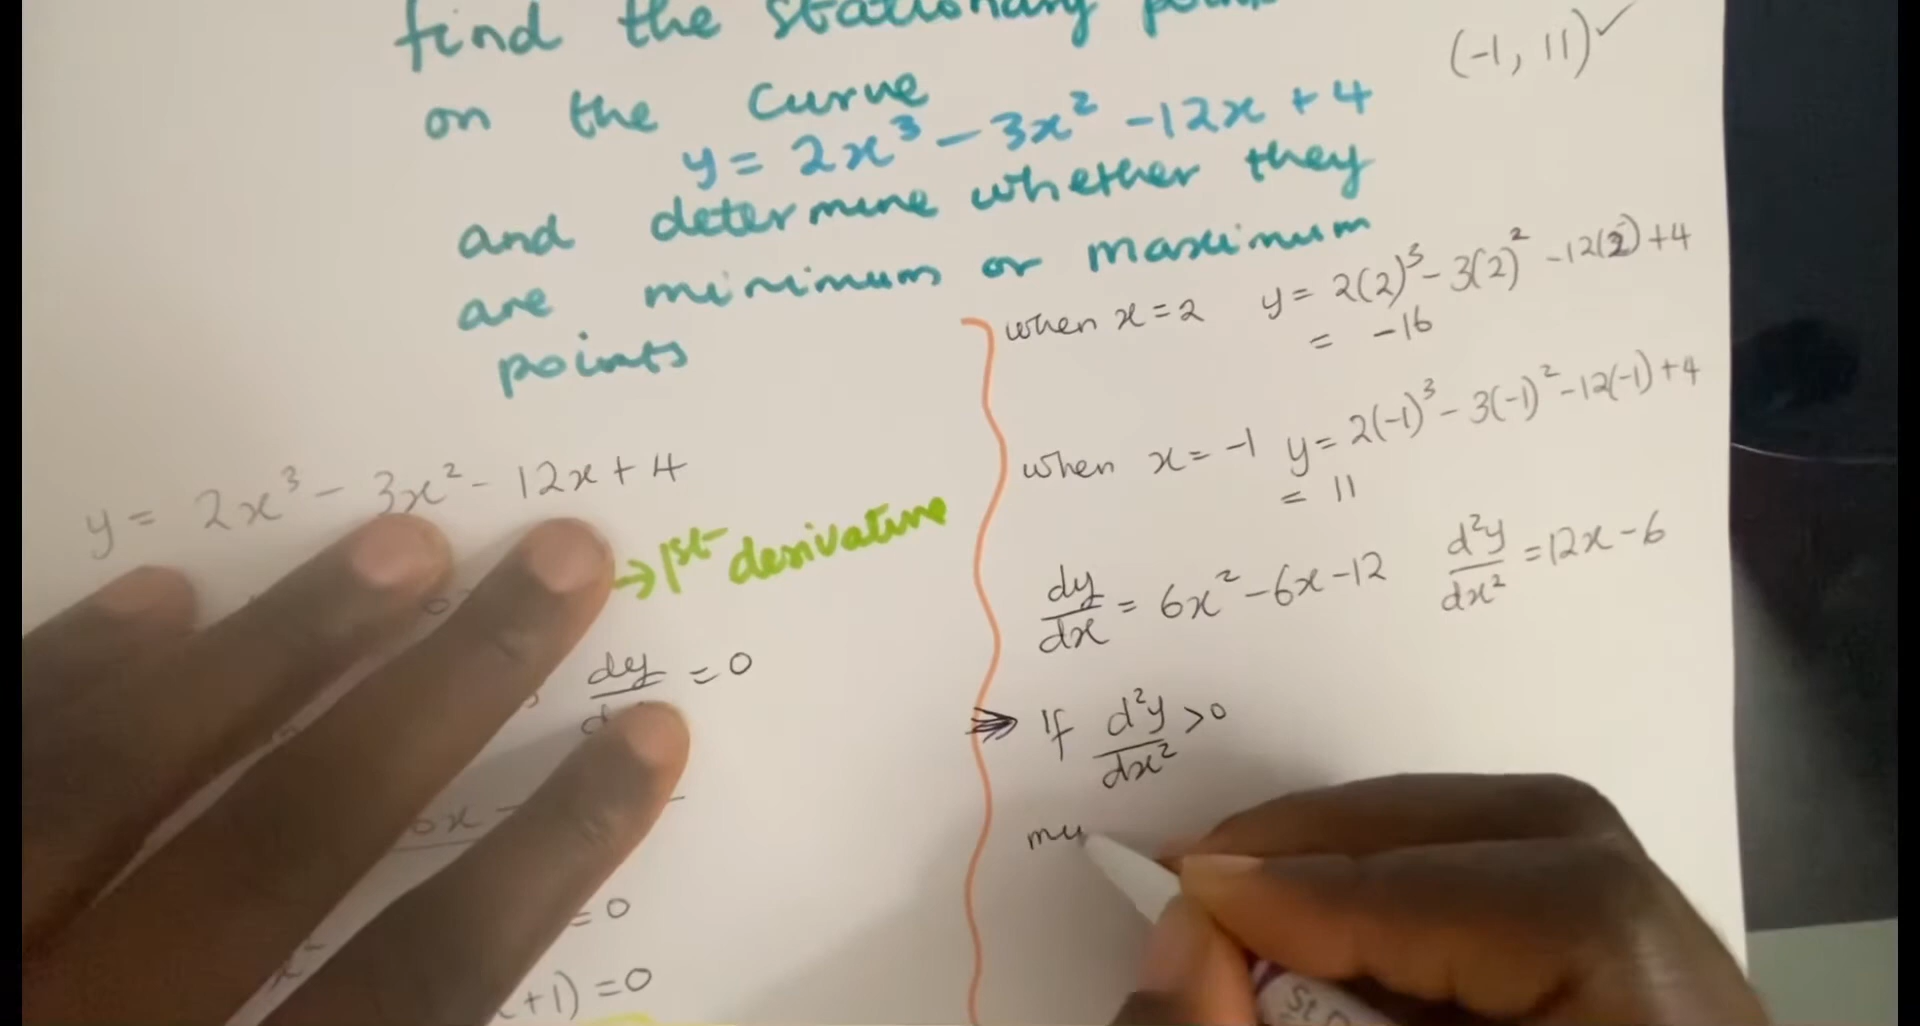 find the stationary
on the curve
y = 2x³ - 3x² - 12x + 4
and determine whether they
are minimum or maximum
points
(-1, 11) ✓
y = 2x³ - 3x² - 12x + 4
→ 1st derivative
dy = 0
6x -
= 0
+1) = 0
when x = 2 y = 2(2)³ - 3(2)² - 12(2) + 4
= -16
when x = -1 y = 2(-1)³ - 3(-1)² - 12(-1) + 4
= 11
dy/dx = 6x² - 6x - 12 d²y/dx² = 12x - 6
⇒ If d²y/dx² > 0